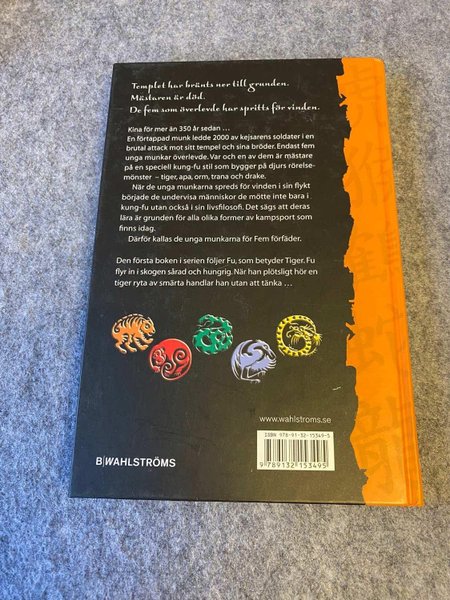 Templet har bränts ner till grunden.
Mästaren är död.
De fem som överlevde har spritts för vinden.
Kina för mer än 350 år sedan ...
En förtappad munk ledde 2000 av kejsarens soldater i en
brutal attack mot sitt tempel och sina bröder. Endast fem
unga munkar överlevde. Var och en av dem är mästare
på en speciell kung-fu stil som bygger på djurs rörelse-
mönster – tiger, apa, orm, trana och drake.
När de unga munkarna spreds för vinden i sin flykt
började de undervisa människor de mötte inte bara i
kung-fu utan också i sin livsfilosofi. Det sägs att deras
lära är grunden för alla olika former av kampsport som
finns idag.
Därför kallas de unga munkarna för Fem förfäder.
Den första boken i serien följer Fu, som betyder Tiger. Fu
flyr in i skogen sårad och hungrig. När han plötsligt hör en
tiger ryta av smärta handlar han utan att tänka ...
www.wahlstroms.se
ISBN 978-91-32-15349-5
9 789132 153495
B WAHLSTRÖMS
蛇
龍